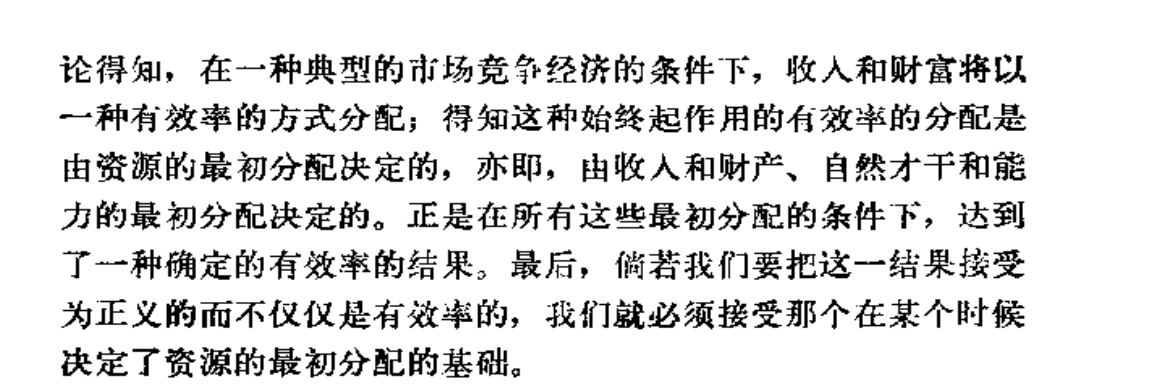 论得知，在一种典型的市场竞争经济的条件下，收入和财富将以
一种有效率的方式分配；得知这种始终起作用的有效率的分配是
由资源的最初分配决定的，亦即，由收入和财产、自然才干和能
力的最初分配决定的。正是在所有这些最初分配的条件下，达到
了一种确定的有效率的结果。最后，倘若我们要把这一结果接受
为正义的而不仅仅是有效率的，我们就必须接受那个在某个时候
决定了资源的最初分配的基础。